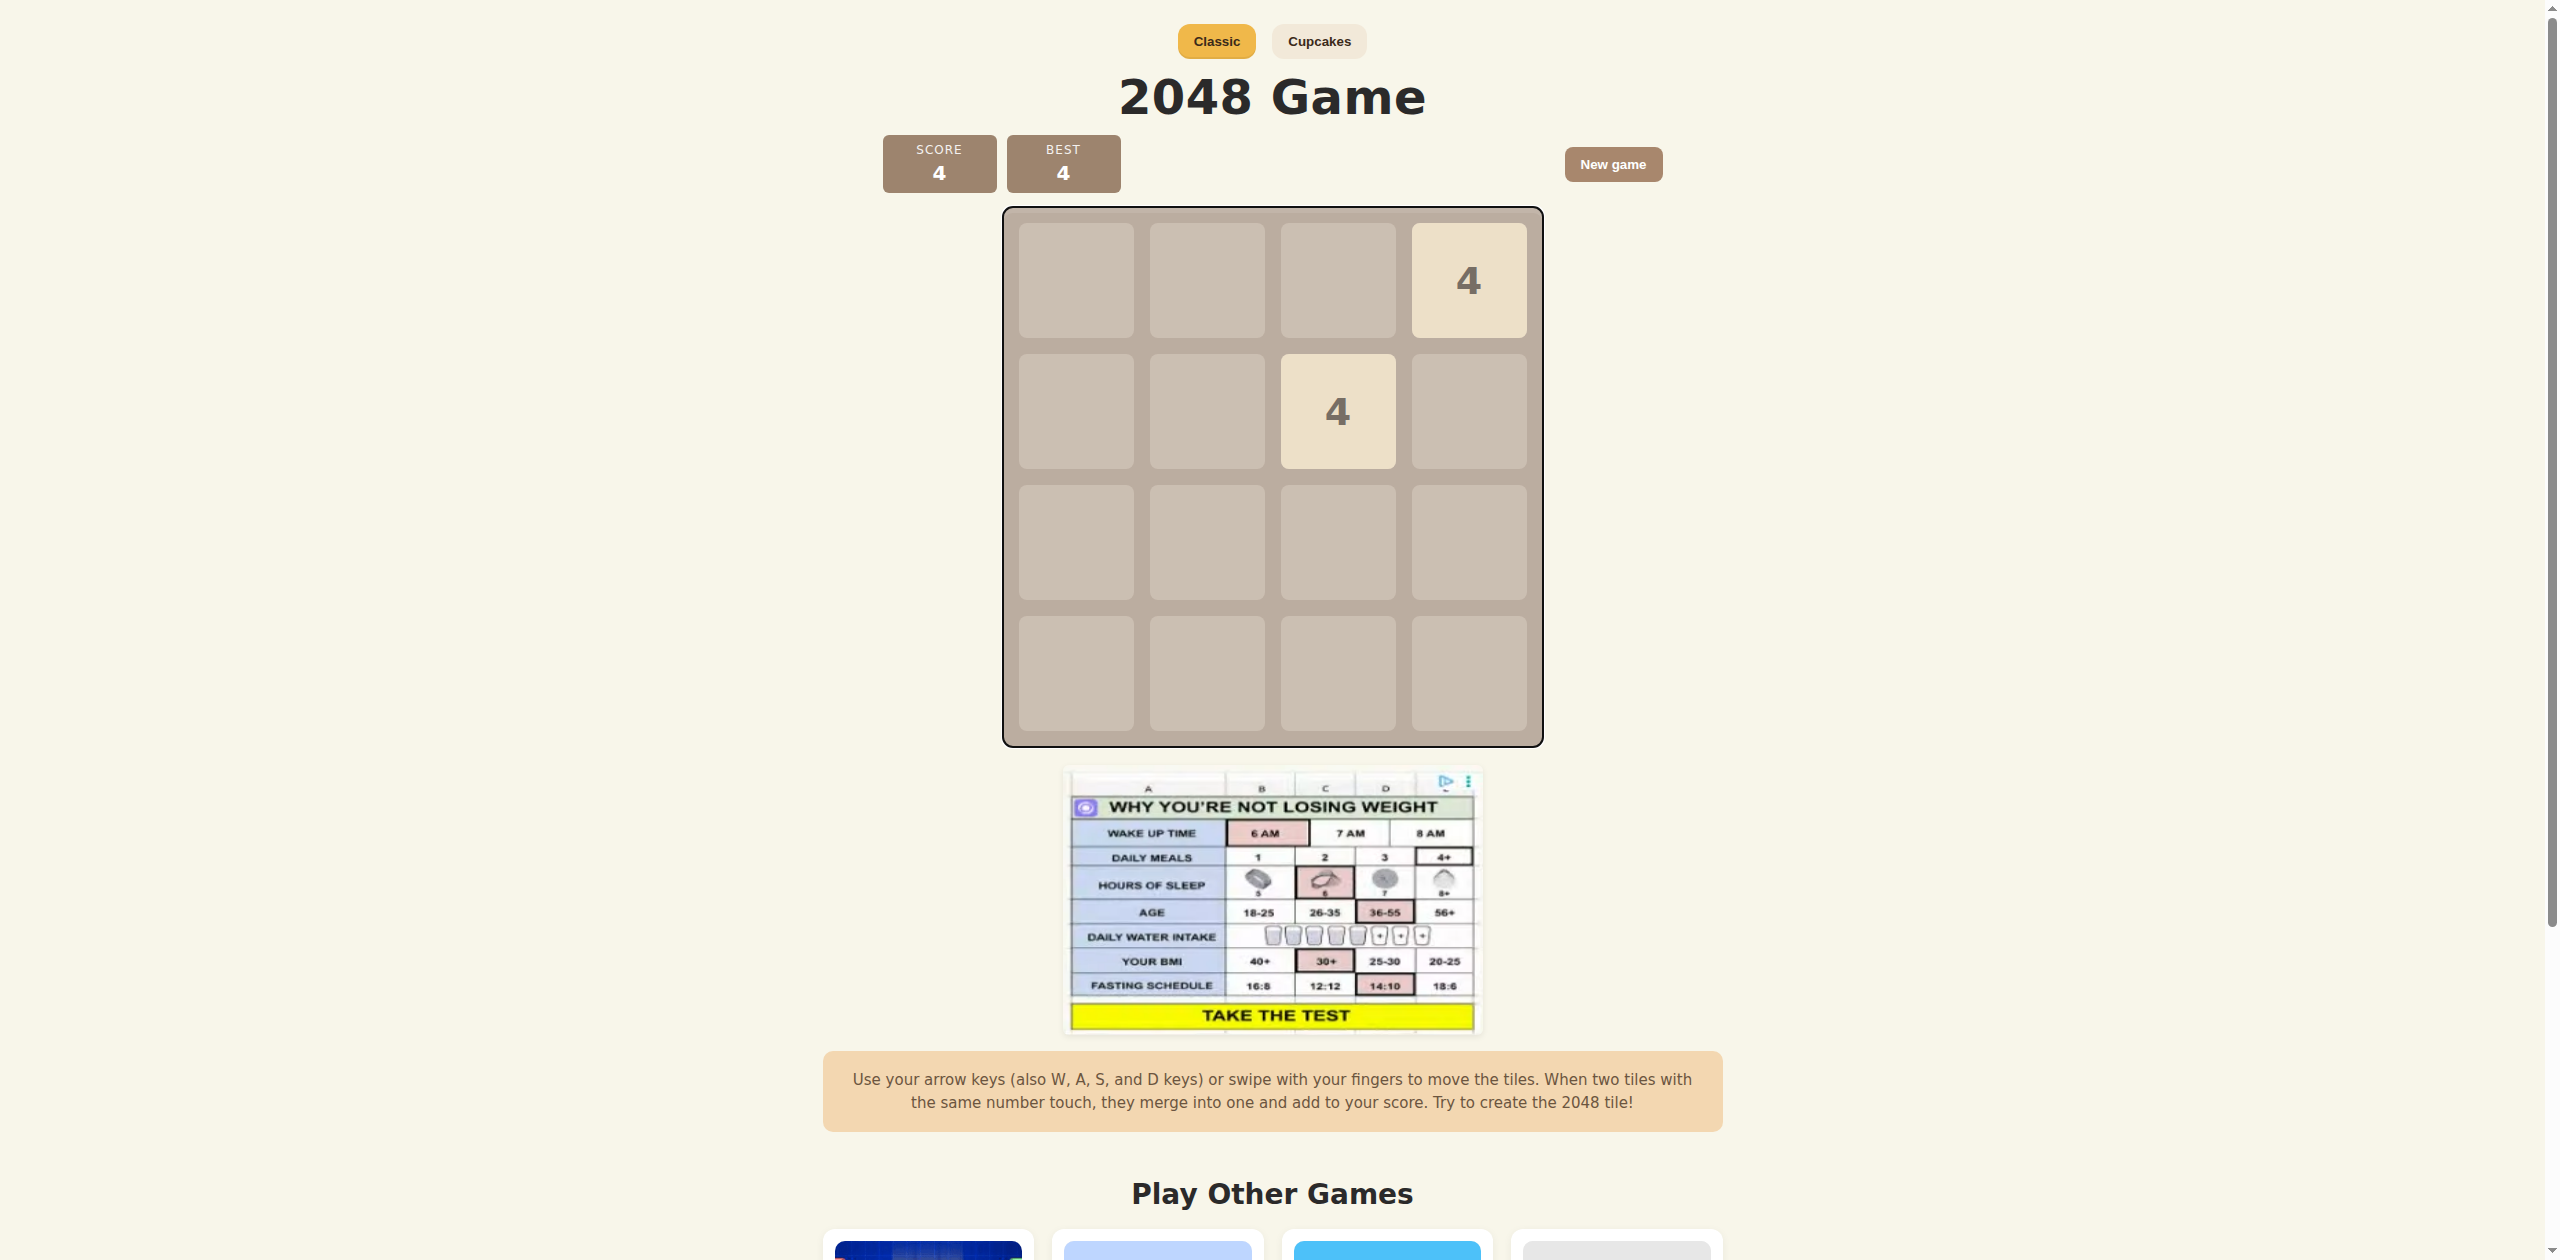 Classic Cupcakes
2048 Game
SCORE BEST
4 4
New game
4
4
A B C D
WHY YOU'RE NOT LOSING WEIGHT
WAKE UP TIME 6 AM 7 AM 8 AM
DAILY MEALS 1 2 3 4+
HOURS OF SLEEP 5 6 7 8+
AGE 18-25 26-35 36-55 56+
DAILY WATER INTAKE
YOUR BMI 40+ 30+ 25-30 20-25
FASTING SCHEDULE 16:8 12:12 14:10 18:6
TAKE THE TEST
Use your arrow keys (also W, A, S, and D keys) or swipe with your fingers to move the tiles. When two tiles with
the same number touch, they merge into one and add to your score. Try to create the 2048 tile!
Play Other Games